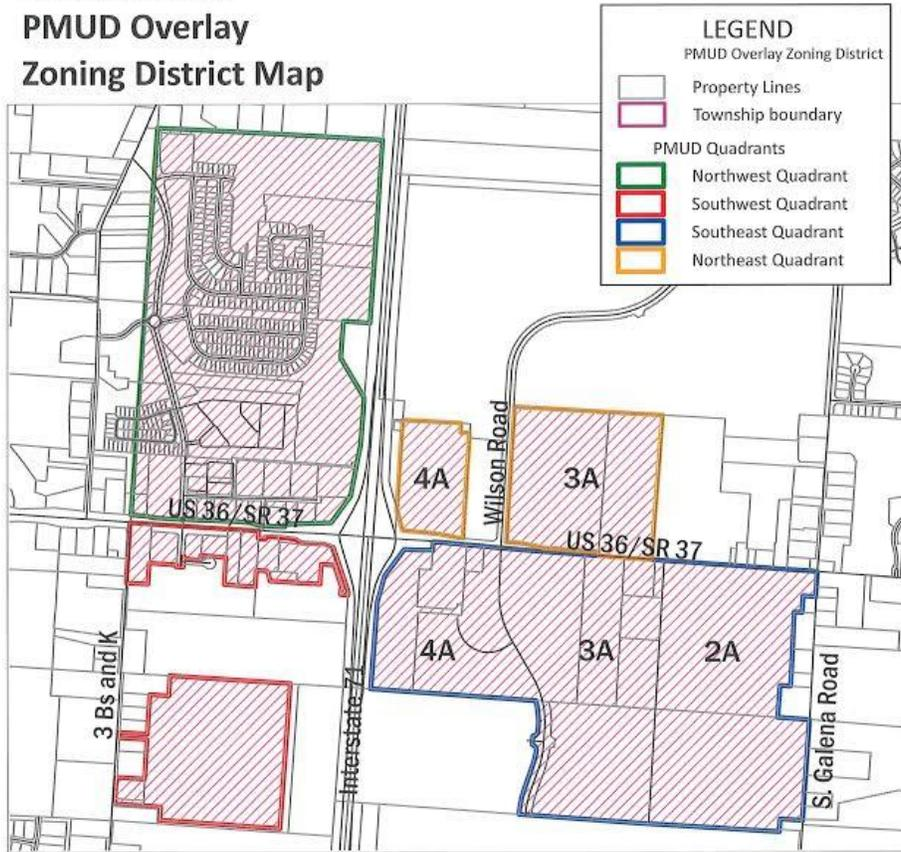 PMUD Overlay
Zoning District Map
LEGEND
PMUD Overlay Zoning District
Property Lines
Township boundary
PMUD Quadrants
Northwest Quadrant
Southwest Quadrant
Southeast Quadrant
Northeast Quadrant
4A
Wilson Road
3A
US 36/SR 37
US 36/SR 37
3 Bs and K
Interstate 71
4A
3A
2A
S. Galena Road